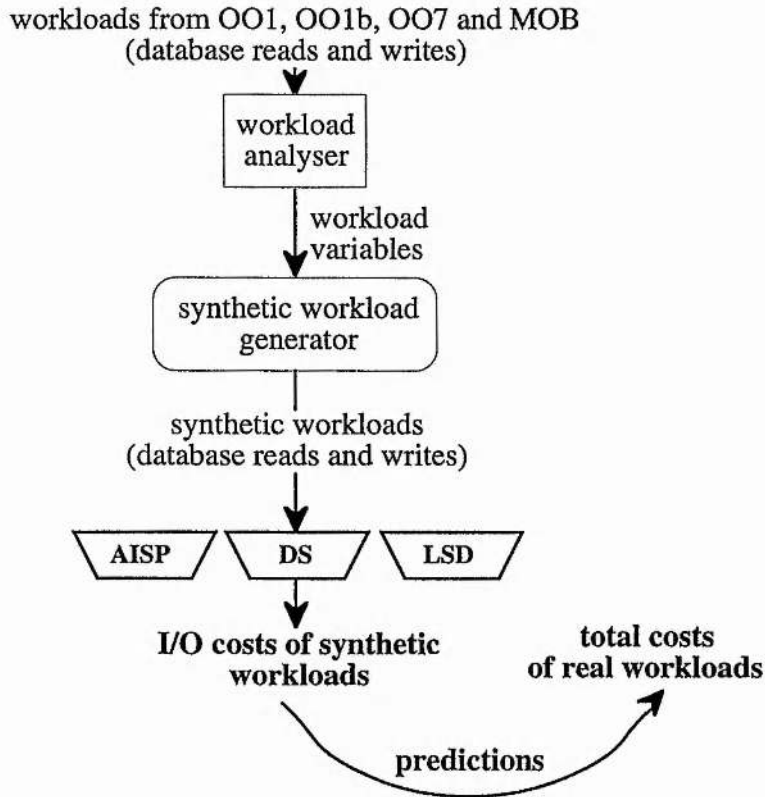 workloads from OO1, OO1b, OO7 and MOB
(database reads and writes)
workload
analyser
workload
variables
synthetic workload
generator
synthetic workloads
(database reads and writes)
AISP DS LSD
I/O costs of synthetic
workloads
total costs
of real workloads
predictions